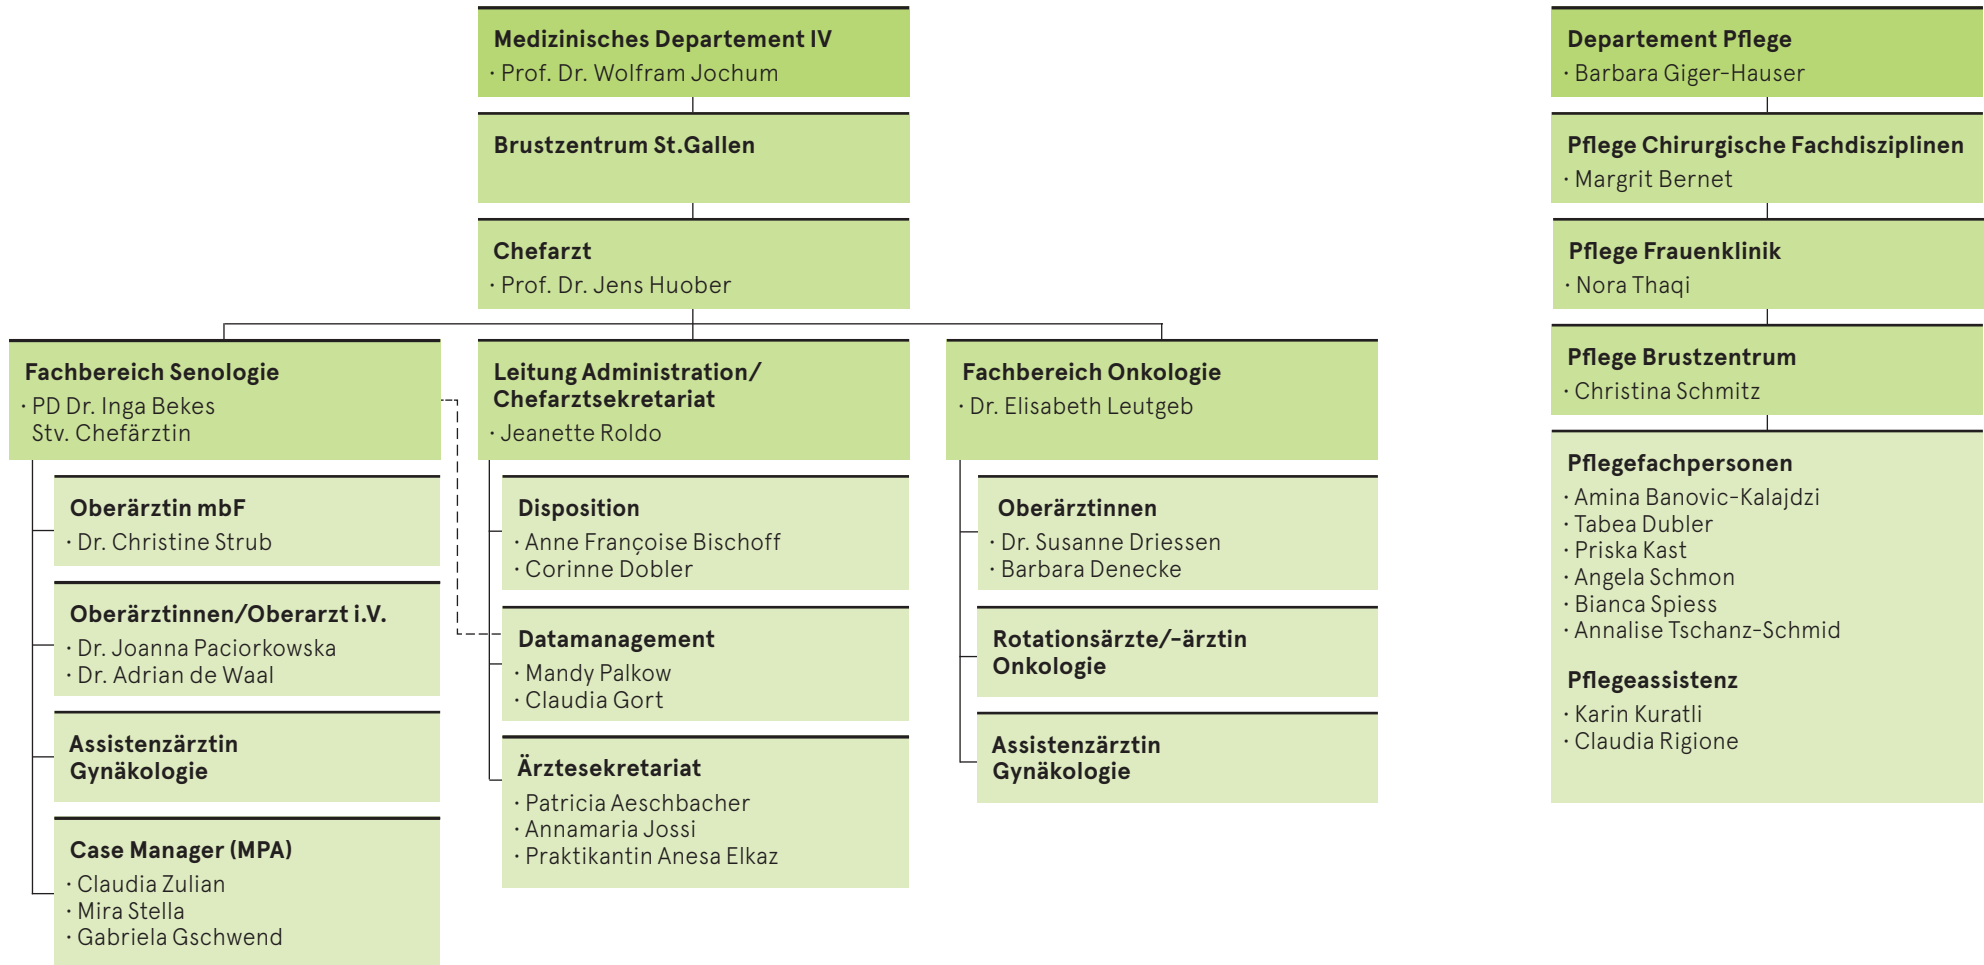 Medizinisches Departement IV
· Prof. Dr. Wolfram Jochum
Brustzentrum St.Gallen
Chefarzt
· Prof. Dr. Jens Huober
Fachbereich Senologie
· PD Dr. Inga Bekes
Stv. Chefärztin
Oberärztin mbF
· Dr. Christine Strub
Oberärztinnen/Oberarzt i.V.
· Dr. Joanna Paciorkowska
· Dr. Adrian de Waal
Assistenzärztin
Gynäkologie
Case Manager (MPA)
· Claudia Zulian
· Mira Stella
· Gabriela Gschwend
Leitung Administration/
Chefarztsekretariat
· Jeanette Roldo
Disposition
· Anne Françoise Bischoff
· Corinne Dobler
Datamanagement
· Mandy Palkow
· Claudia Gort
Ärztesekretariat
· Patricia Aeschbacher
· Annamaria Jossi
· Praktikantin Anesa Elkaz
Fachbereich Onkologie
· Dr. Elisabeth Leutgeb
Oberärztinnen
· Dr. Susanne Driessen
· Barbara Denecke
Rotationsärzte/-ärztin
Onkologie
Assistenzärztin
Gynäkologie
Departement Pflege
· Barbara Giger-Hauser
Pflege Chirurgische Fachdisziplinen
· Margrit Bernet
Pflege Frauenklinik
· Nora Thaqi
Pflege Brustzentrum
· Christina Schmitz
Pflegefachpersonen
· Amina Banovic-Kalajdzi
· Tabea Dubler
· Priska Kast
· Angela Schmon
· Bianca Spiess
· Annalise Tschanz-Schmid
Pflegeassistenz
· Karin Kuratli
· Claudia Rigione